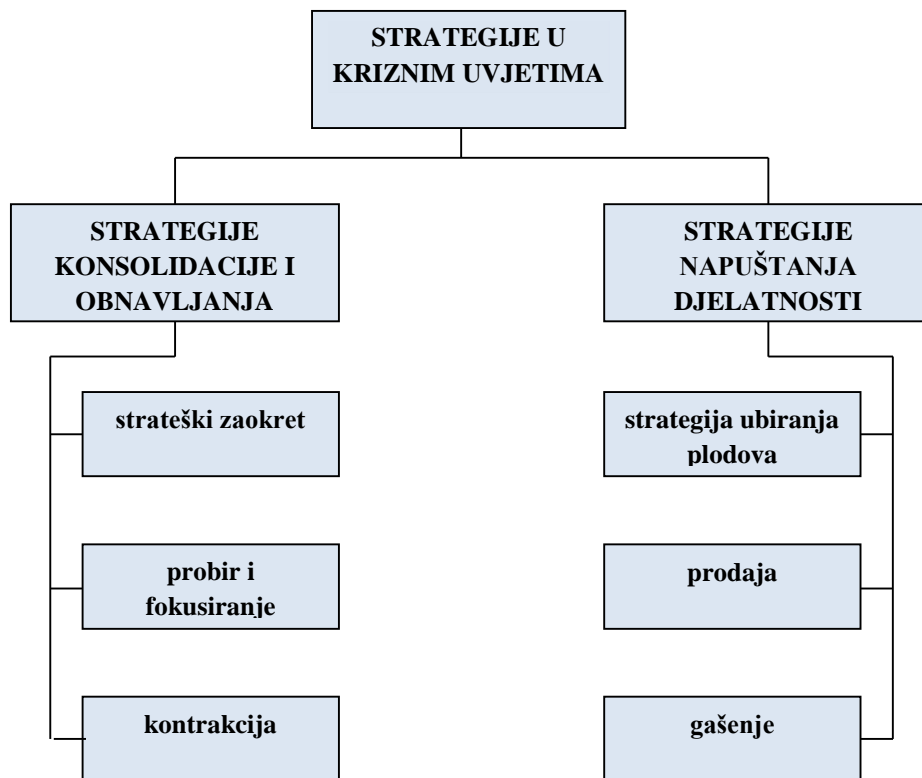 STRATEGIJE U
KRIZNIM UVJETIMA
STRATEGIJE
KONSOLIDACIJE I
OBNAVLJANJA
STRATEGIJE
NAPUŠTANJA
DJELATNOSTI
strateški zaokret
strategija ubiranja
plodova
probir i
fokusiranje
prodaja
kontrakcija
gašenje